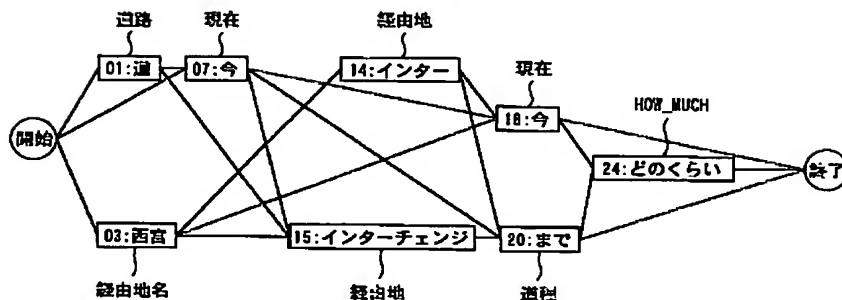 道路
現在
経由地
01:道
07:今
14:インター
現在
HOW_MUCH
18:今
開始
24:どのくらい
終了
03:西宮
15:インターチェンジ
20:まで
経由地名
経由地
道程